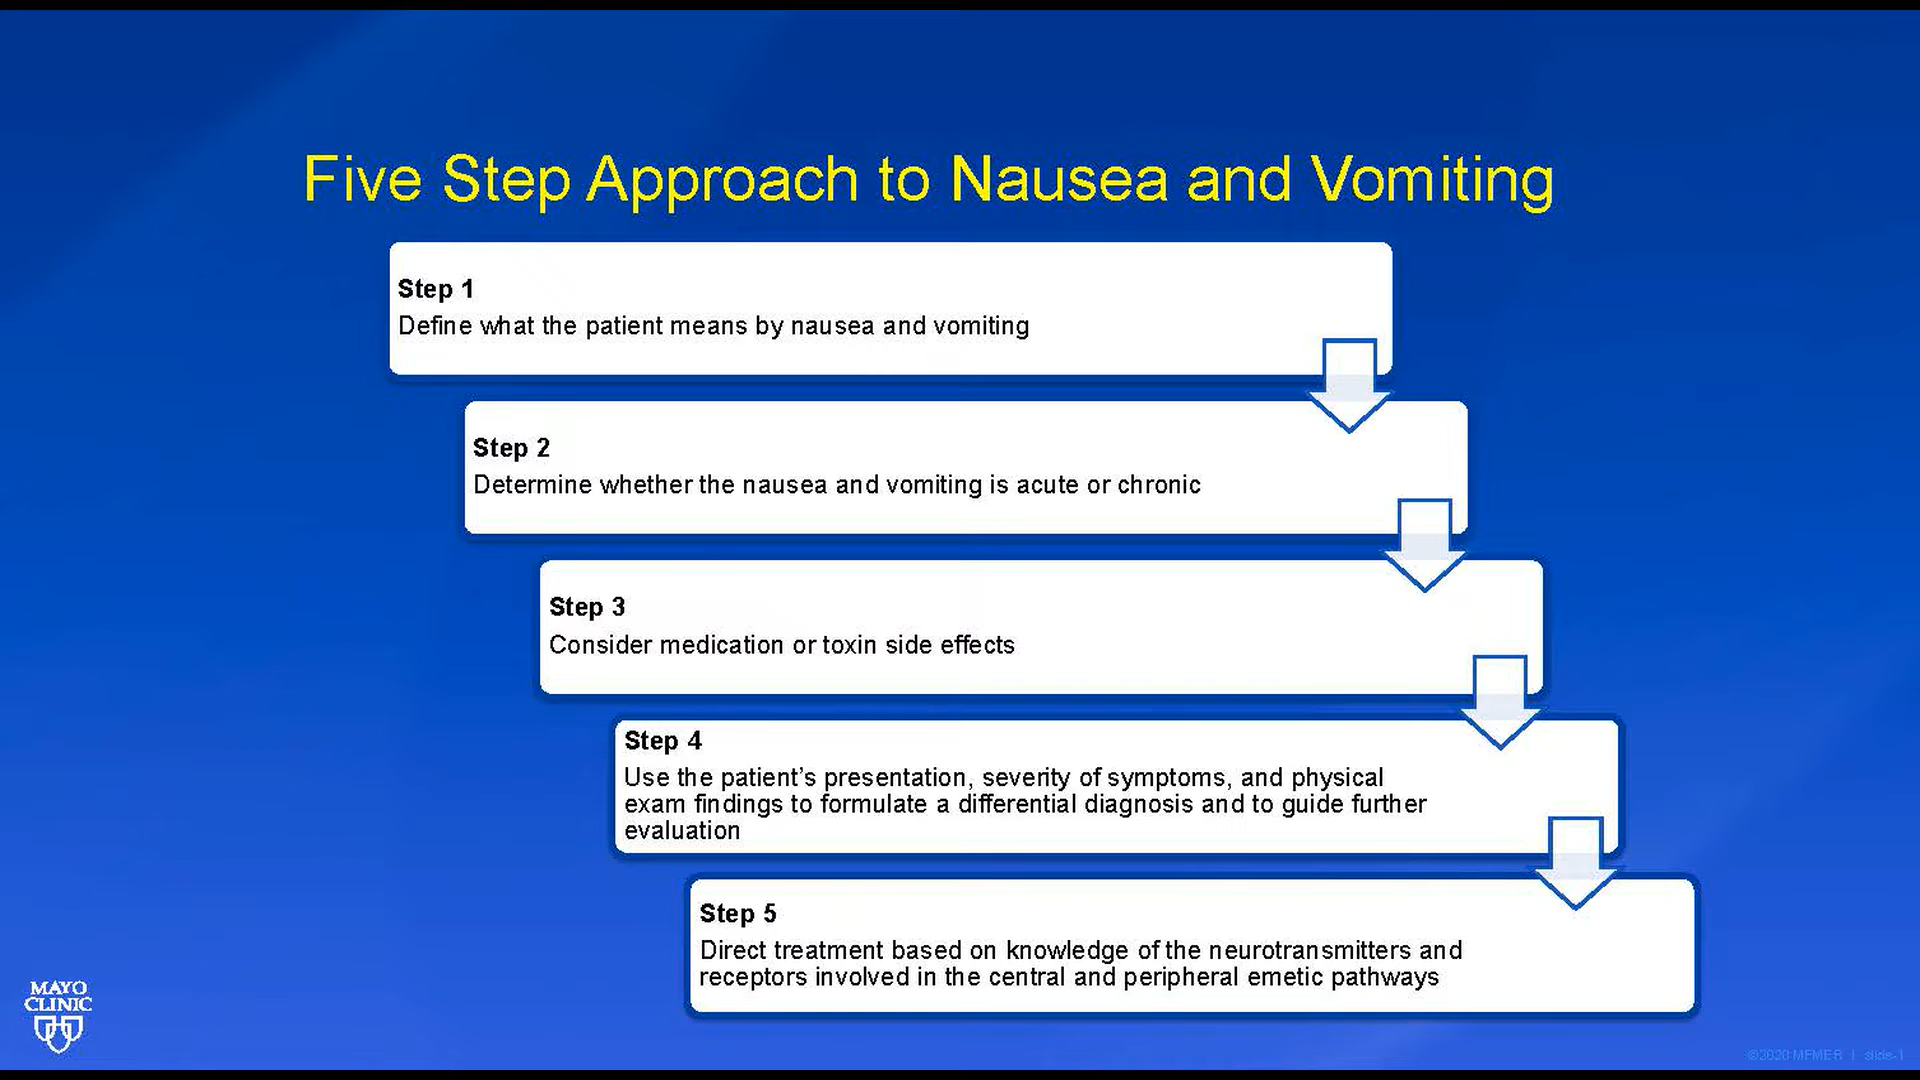 Five Step Approach to Nausea and Vomiting
Step 1
Define what the patient means by nausea and vomiting
Step 2
Determine whether the nausea and vomiting is acute or chronic
Step 3
Consider medication or toxin side effects
Step 4
Use the patient’s presentation, severity of symptoms, and physical
exam findings to formulate a differential diagnosis and to guide further
evaluation
Step 5
Direct treatment based on knowledge of the neurotransmitters and
receptors involved in the central and peripheral emetic pathways
MAYO
CLINIC
©2020 MFMER | slide-1